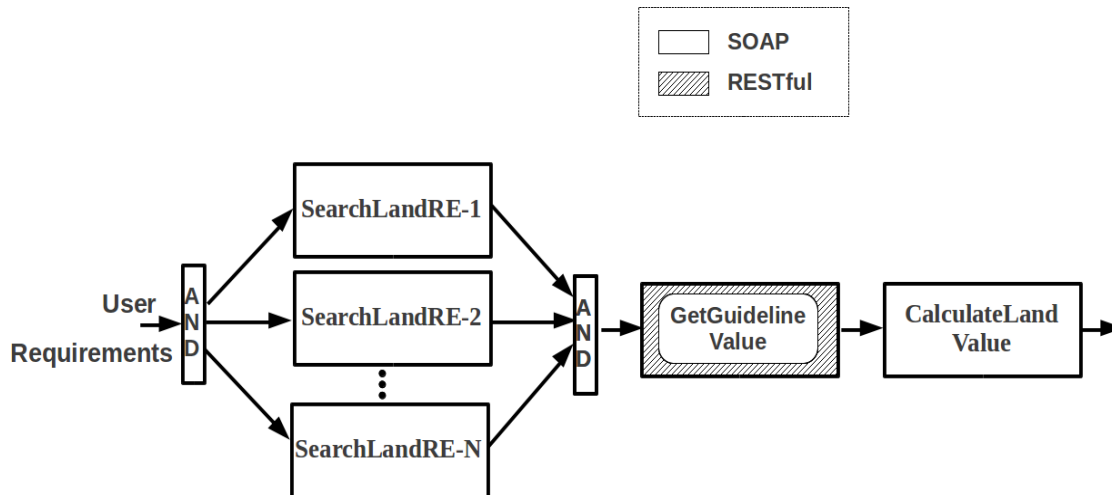 SOAP
RESTful
User
Requirements
A
N
D
SearchLandRE-1
SearchLandRE-2
SearchLandRE-N
A
N
D
GetGuideline
Value
CalculateLand
Value